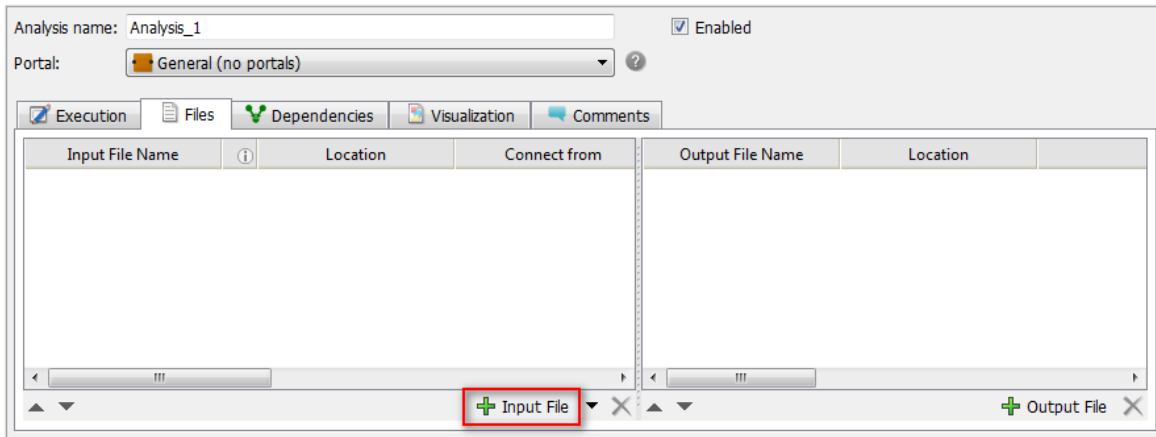 Analysis name: Analysis_1 Enabled
Portal: General (no portals)
Execution Files Dependencies Visualization Comments
Input File Name Location Connect from Output File Name Location
Input File Output File